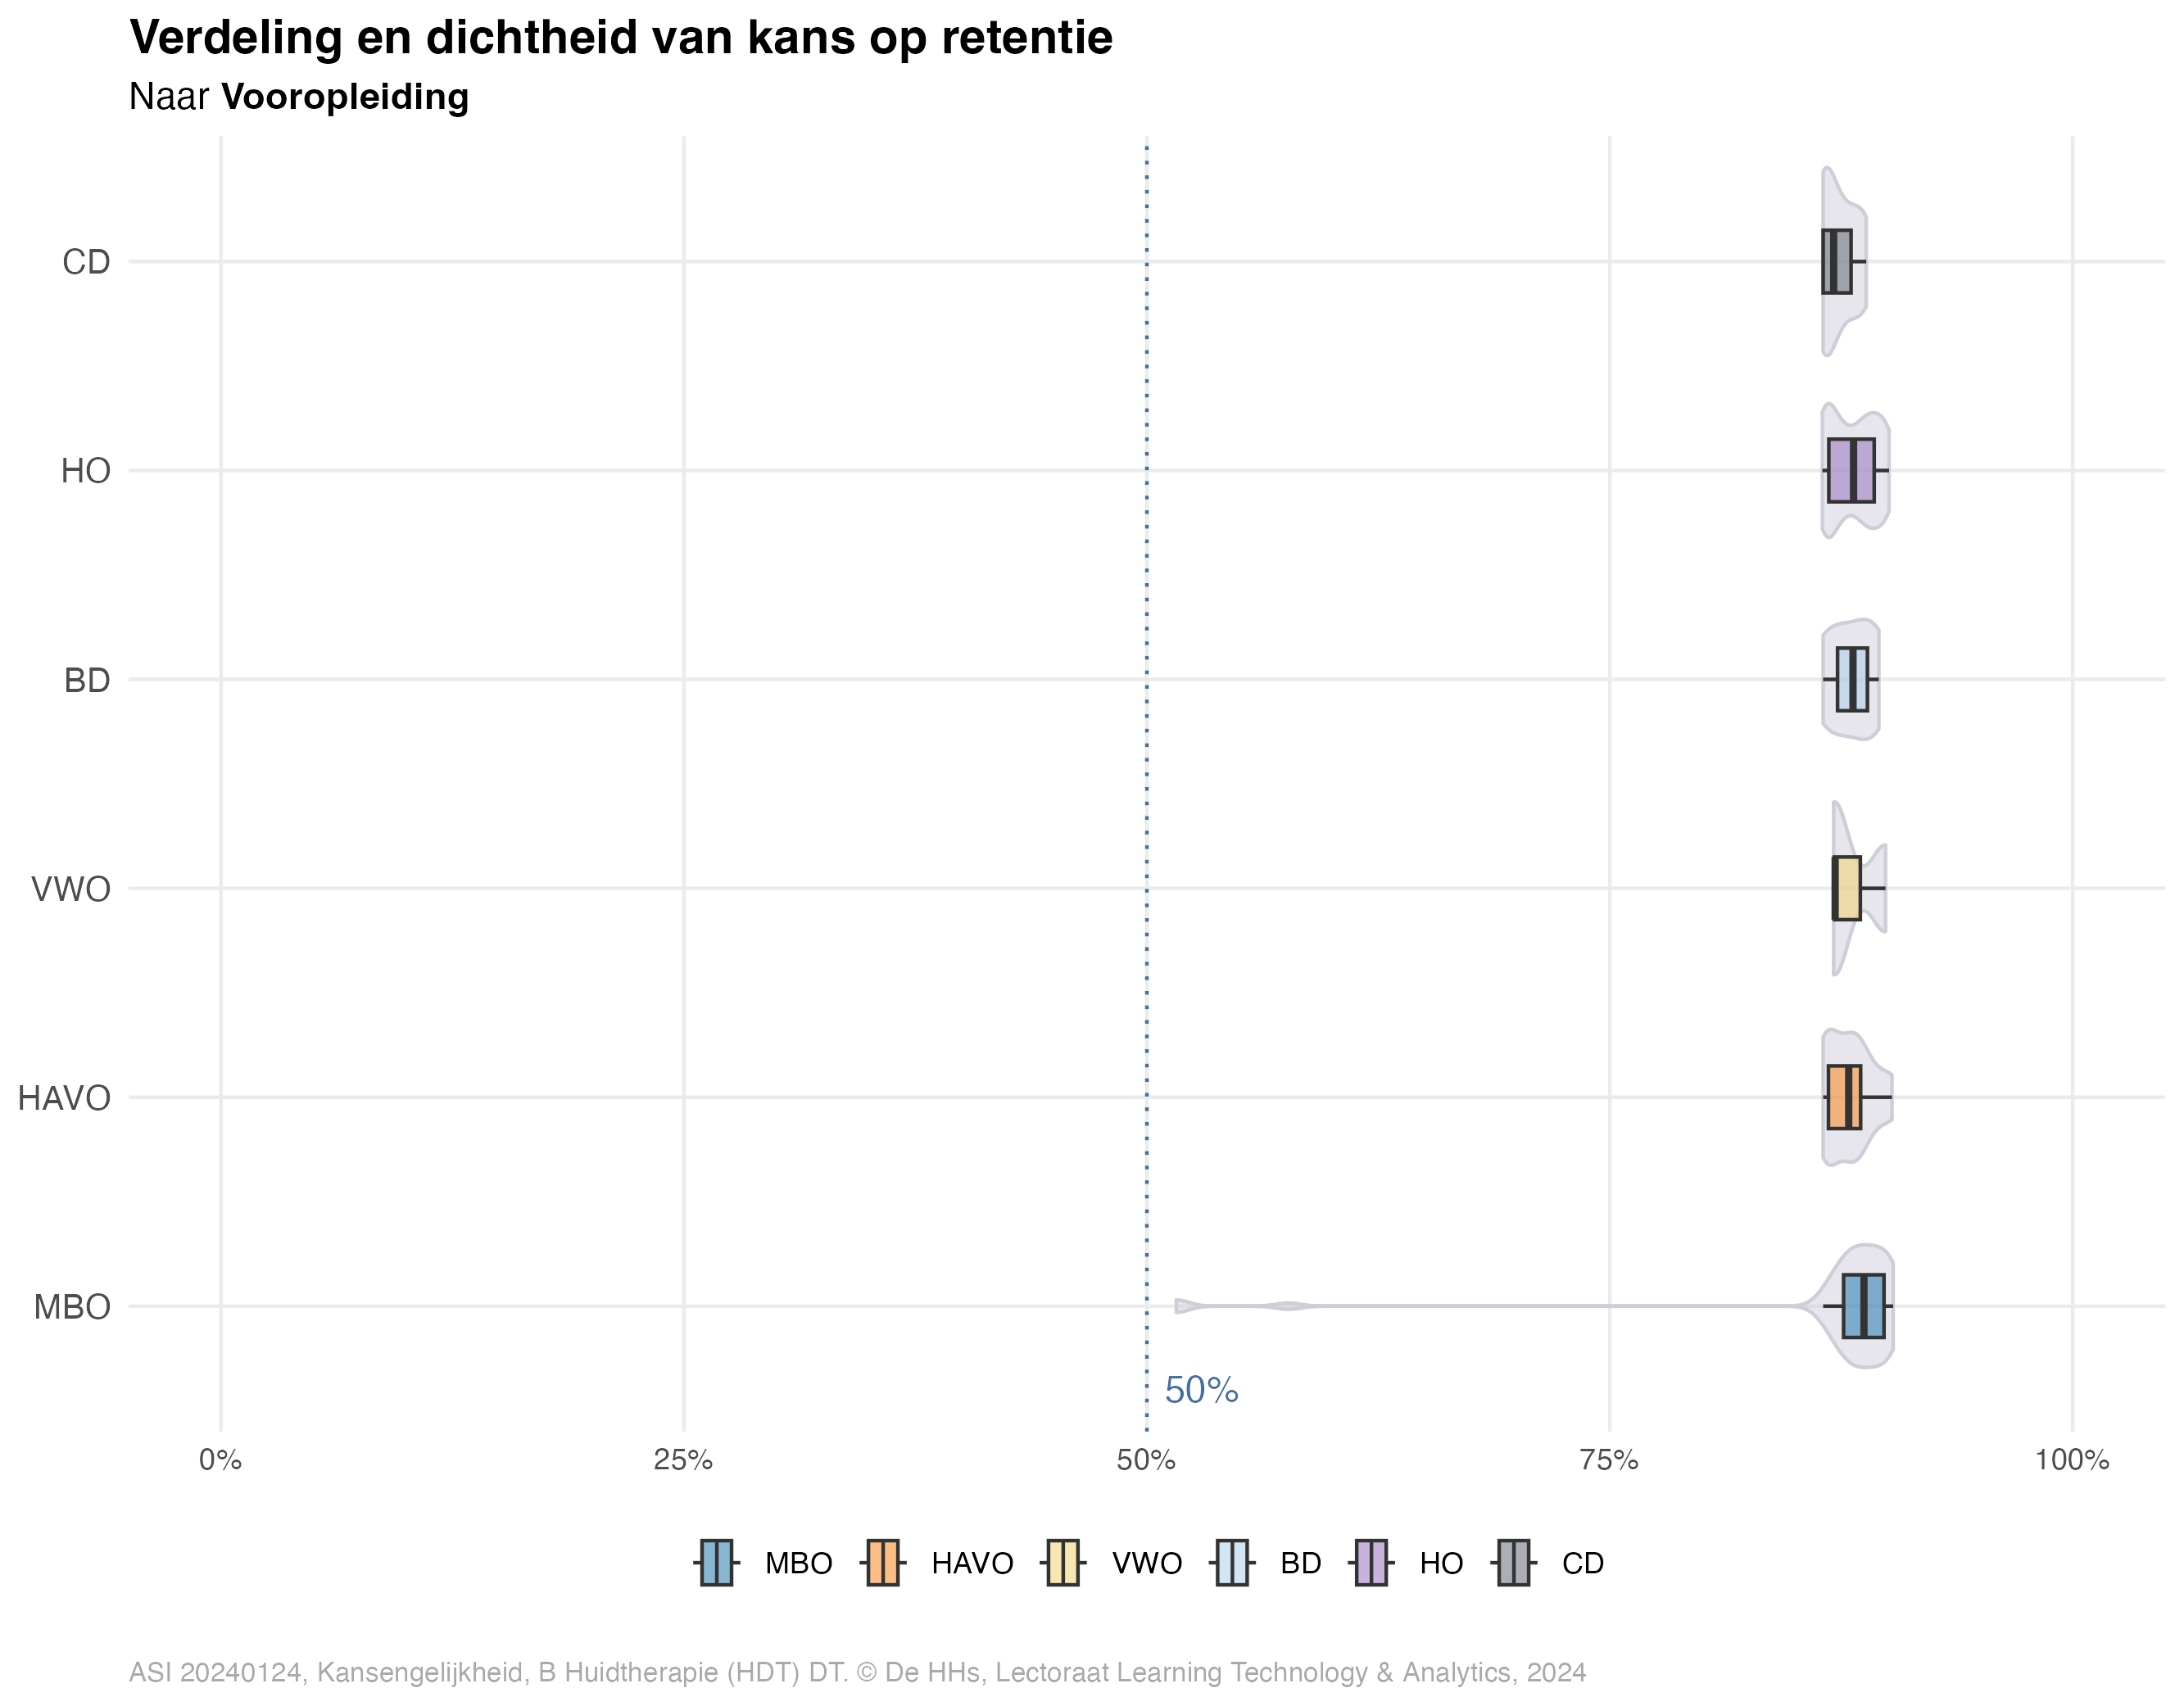 Verdeling en dichtheid van kans op retentie
Naar Vooropleiding
CD
HO
BD
VWO
HAVO
MBO
50%
0% 25% 50% 75% 100%
MBO HAVO VWO BD HO CD
ASI 20240124, Kansengelijkheid, B Huidtherapie (HDT) DT. © De HHs, Lectoraat Learning Technology & Analytics, 2024